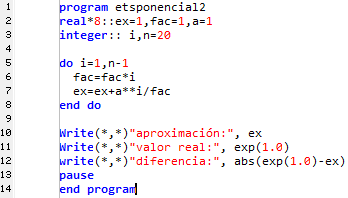 1 program etsponencial2
2 real*8::ex=1,fac=1,a=1
3 integer:: i,n=20
4
5 do i=1,n-1
6 fac=fac*i
7 ex=ex+a**i/fac
8 end do
9
10 Write(*,*)"aproximación:", ex
11 Write(*,*)"valor real:", exp(1.0)
12 write(*,*)"diferencia:", abs(exp(1.0)-ex)
13 pause
14 end program